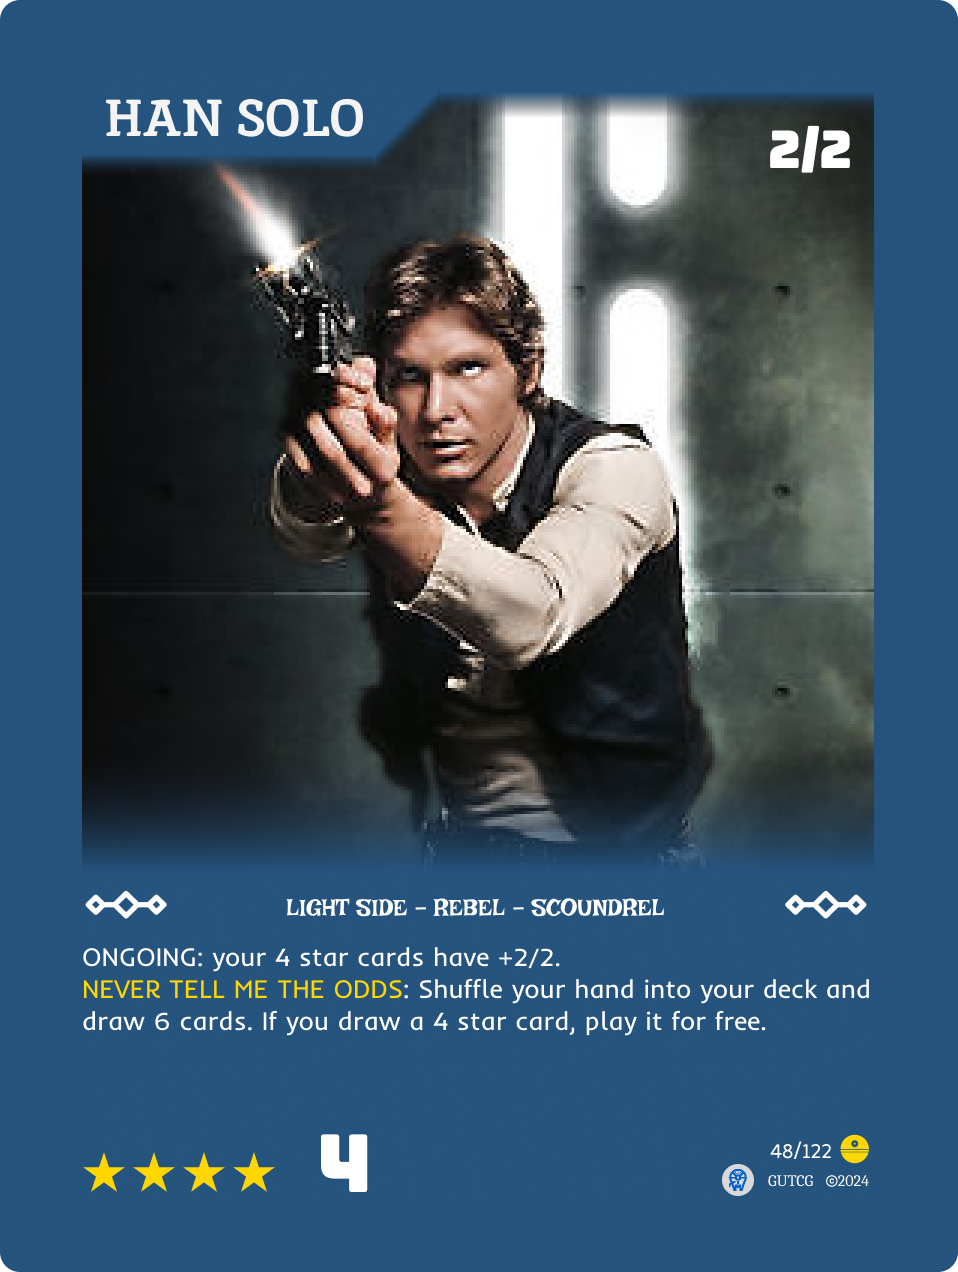 HAN SOLO
2/2
LIGHT SIDE – REBEL – SCOUNDREL
ONGOING: your 4 star cards have +2/2.
NEVER TELL ME THE ODDS: Shuffle your hand into your deck and
draw 6 cards. If you draw a 4 star card, play it for free.
4
48/122
GUTCG ©2024